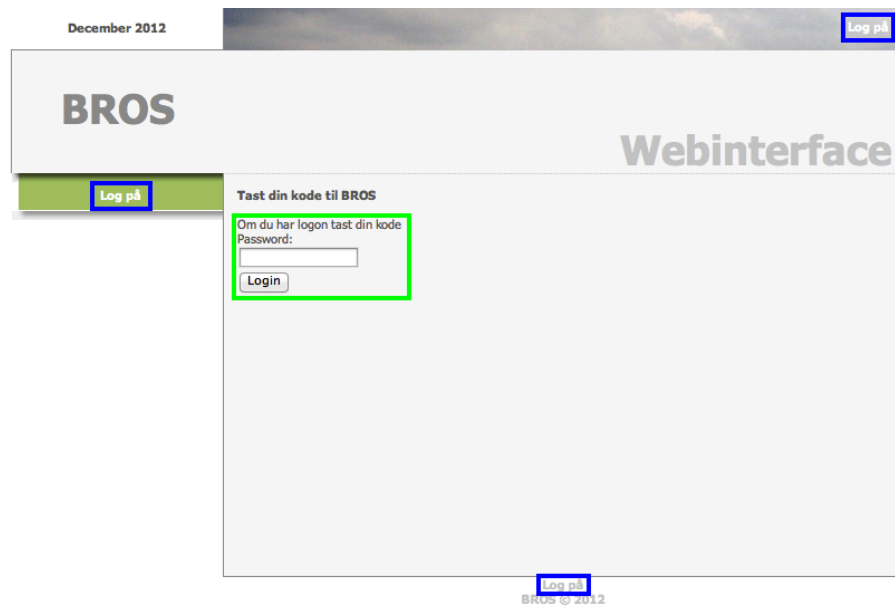 December 2012
Log på
BROS
Webinterface
Log på
Tast din kode til BROS
Om du har logon tast din kode
Password:
Login
Log på
BROS © 2012